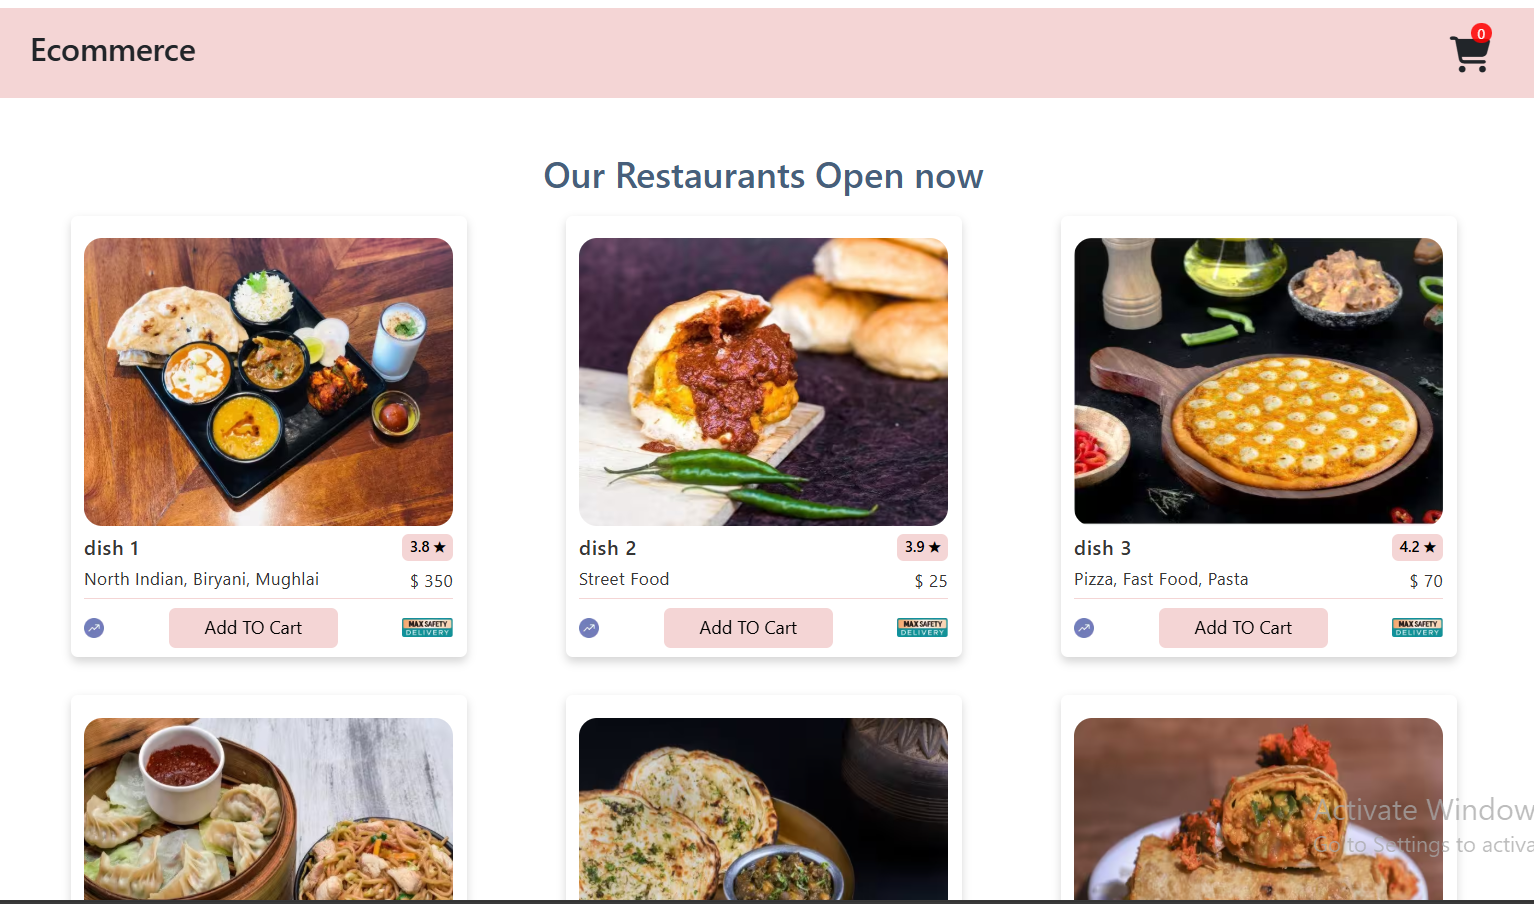 Ecommerce
0
Our Restaurants Open now
dish 1
3.8 ★
North Indian, Biryani, Mughlai
$ 350
Add TO Cart
MAX SAFETY
DELIVERY
dish 2
3.9 ★
Street Food
$ 25
Add TO Cart
MAX SAFETY
DELIVERY
dish 3
4.2 ★
Pizza, Fast Food, Pasta
$ 70
Add TO Cart
MAX SAFETY
DELIVERY
Activate Window
Go to Settings to activa